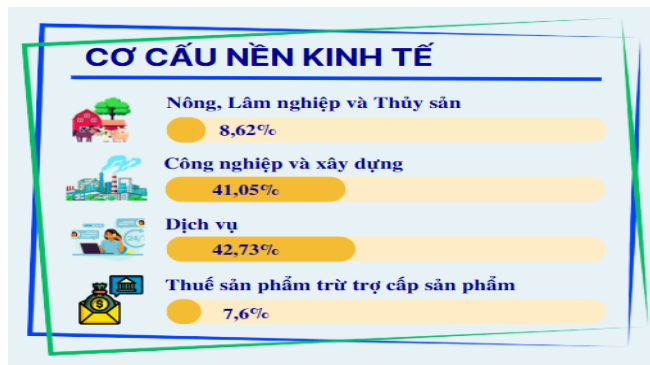 CƠ CẤU NỀN KINH TẾ
Nông, Lâm nghiệp và Thủy sản
8,62%
Công nghiệp và xây dựng
41,05%
Dịch vụ
42,73%
Thuế sản phẩm trừ trợ cấp sản phẩm
7,6%